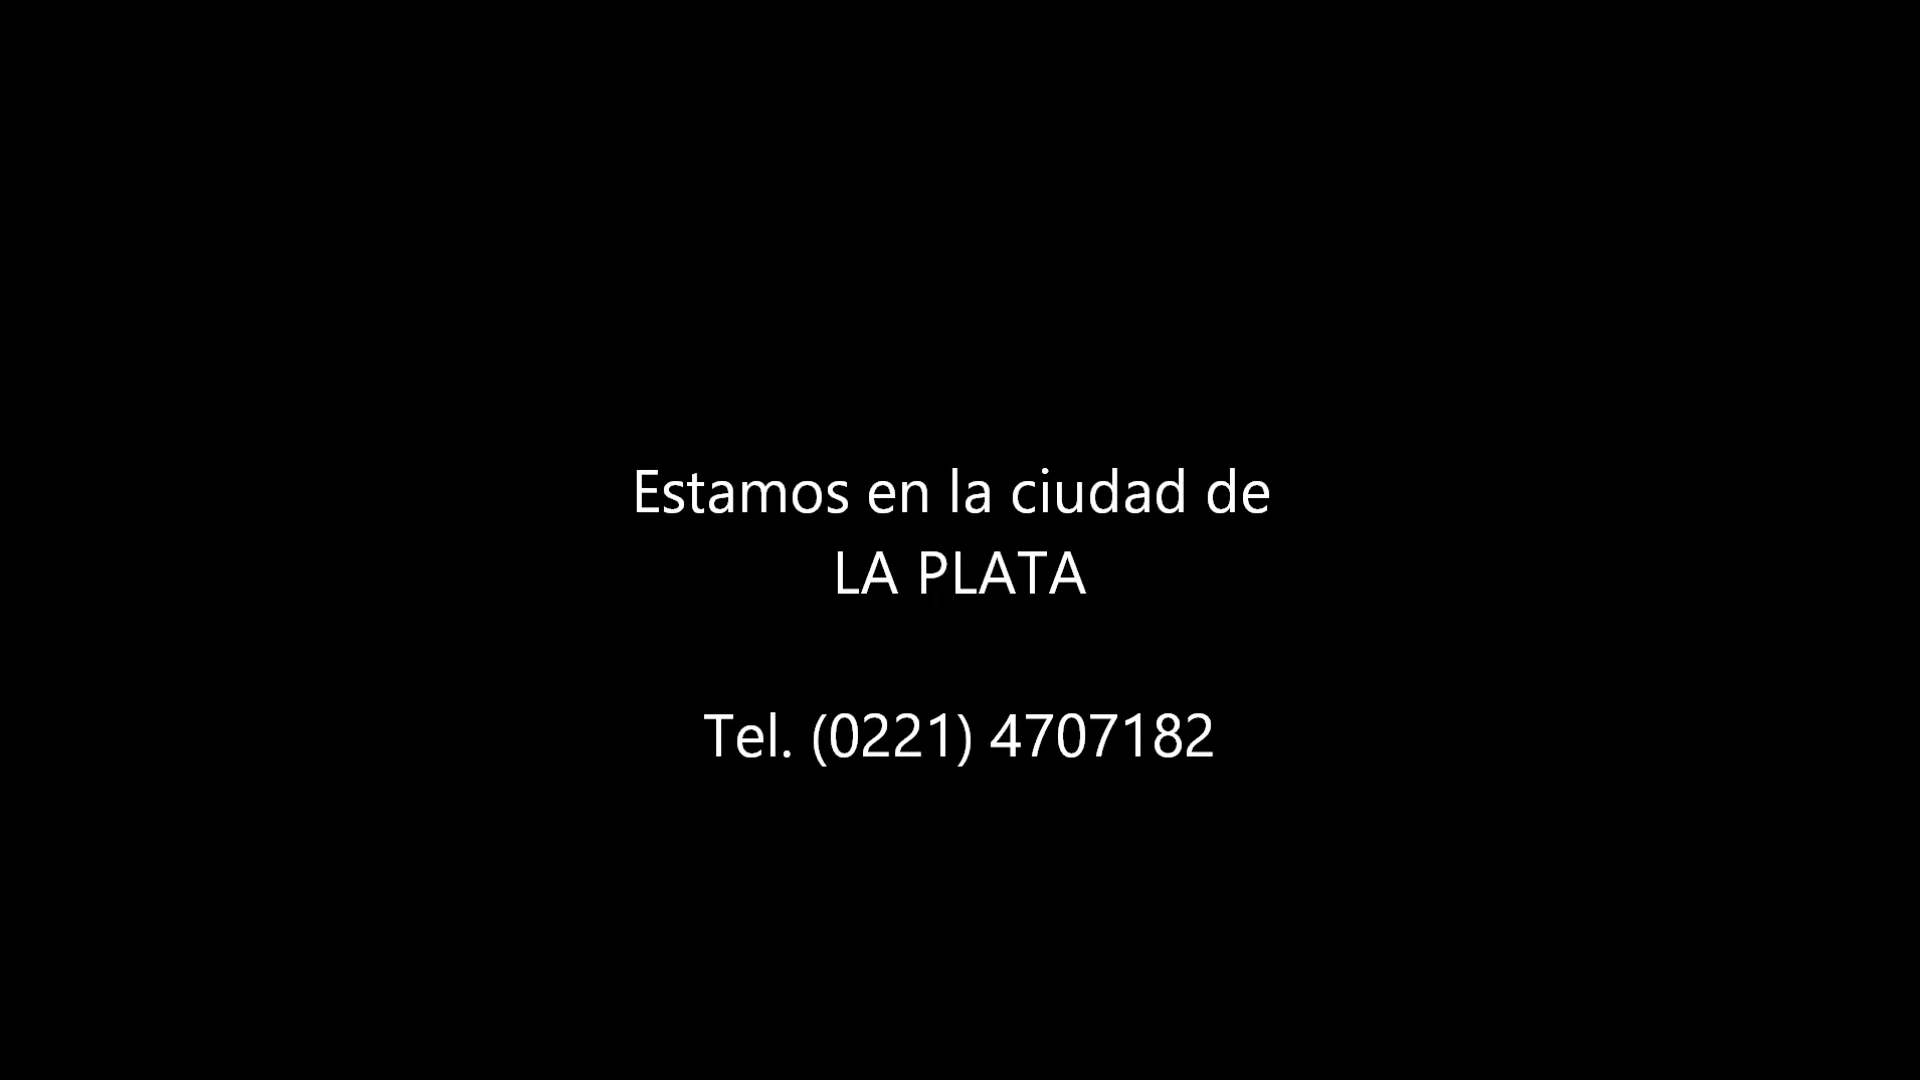 Estamos en la ciudad de
LA PLATA
Tel. (0221) 4707182